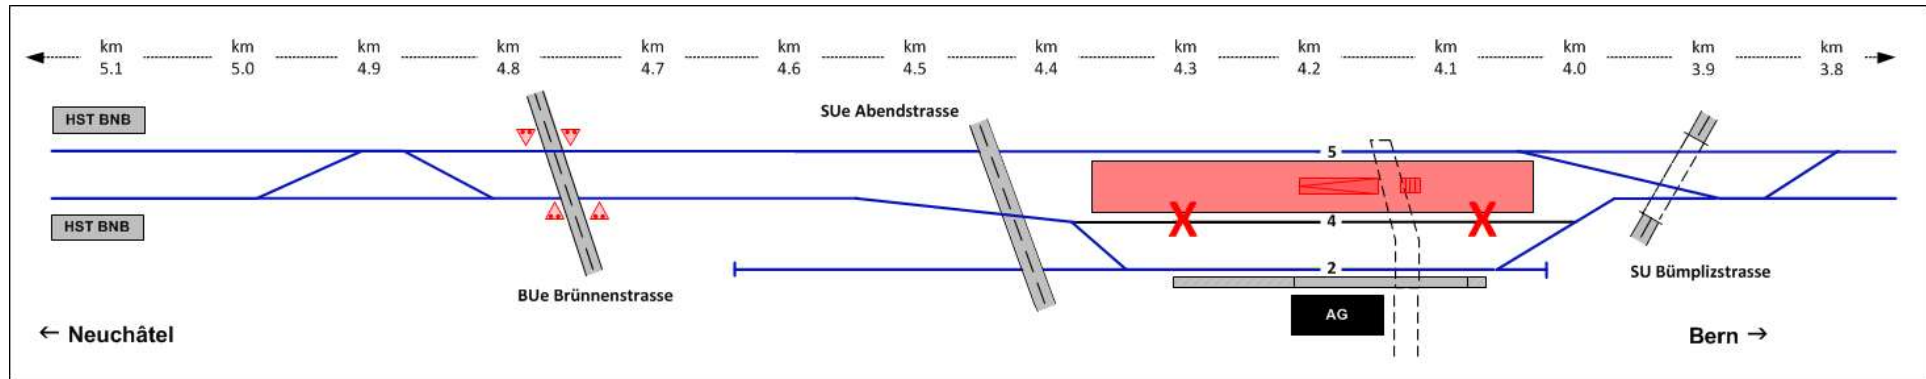 km km km km km km km km km km km km km km
5.1 5.0 4.9 4.8 4.7 4.6 4.5 4.4 4.3 4.2 4.1 4.0 3.9 3.8
HST BNB
SUe Abendstrasse
5
HST BNB
4
2
SU Bümplizstrasse
BUe Brünnenstrasse
AG
← Neuchâtel
Bern →